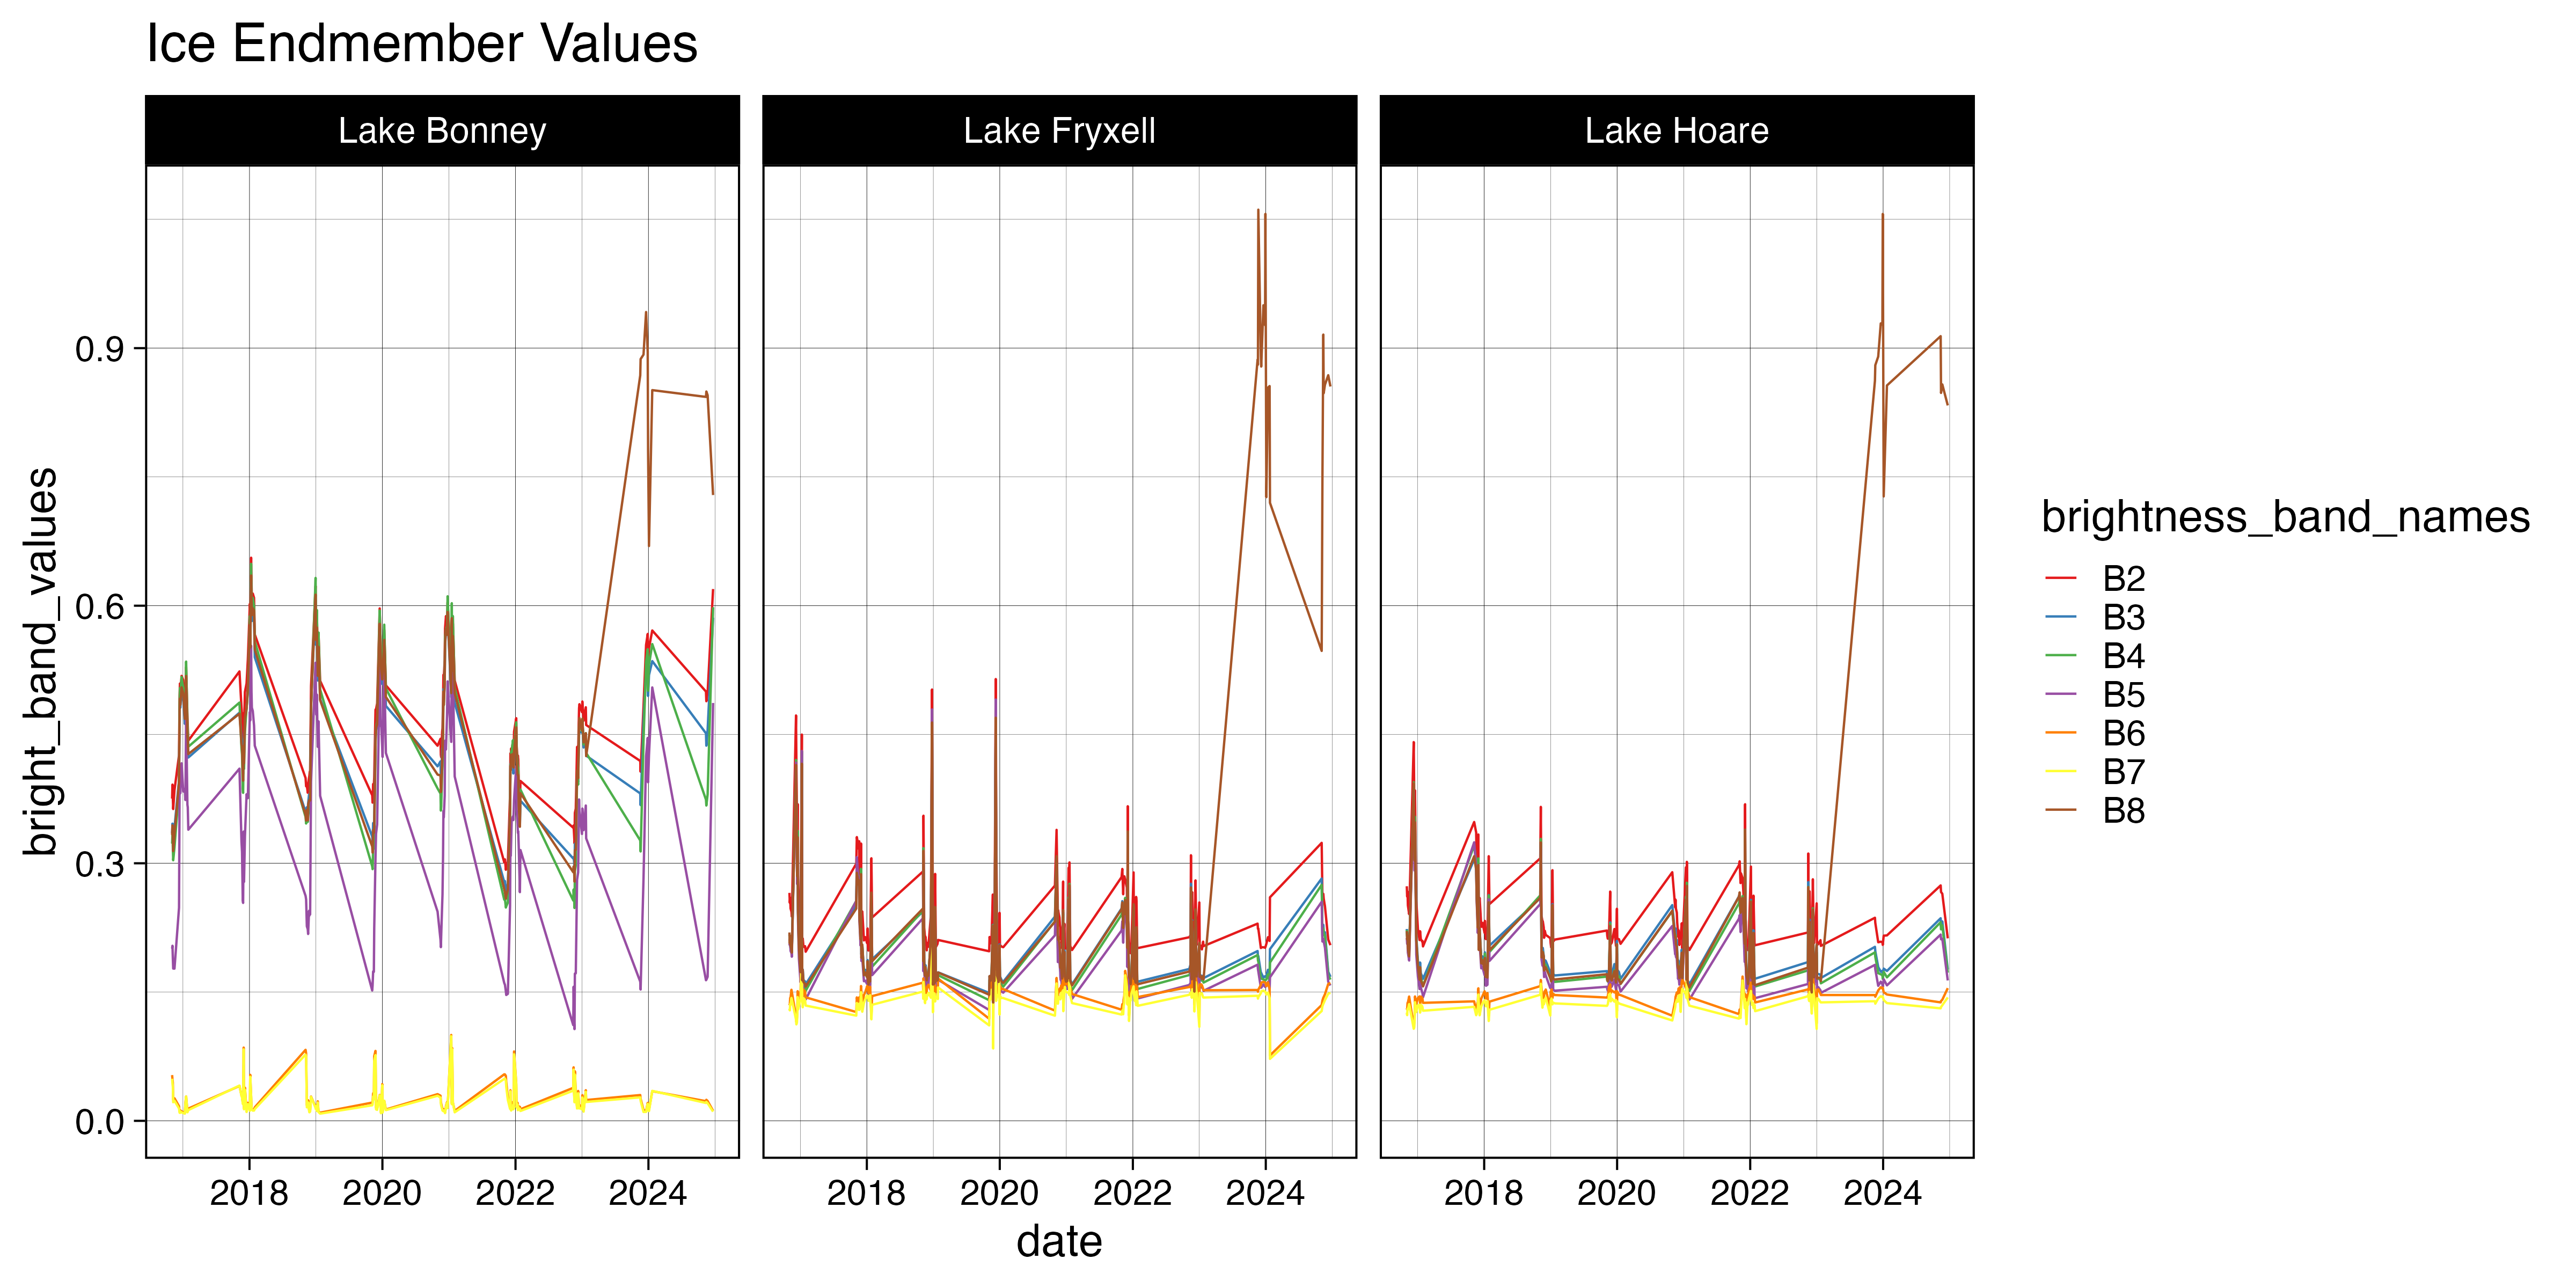 Ice Endmember Values
Lake Bonney
Lake Fryxell
Lake Hoare
bright_band_values
0.9
0.6
0.3
0.0
2018 2020 2022 2024
2018 2020 2022 2024
2018 2020 2022 2024
date
brightness_band_names
B2
B3
B4
B5
B6
B7
B8